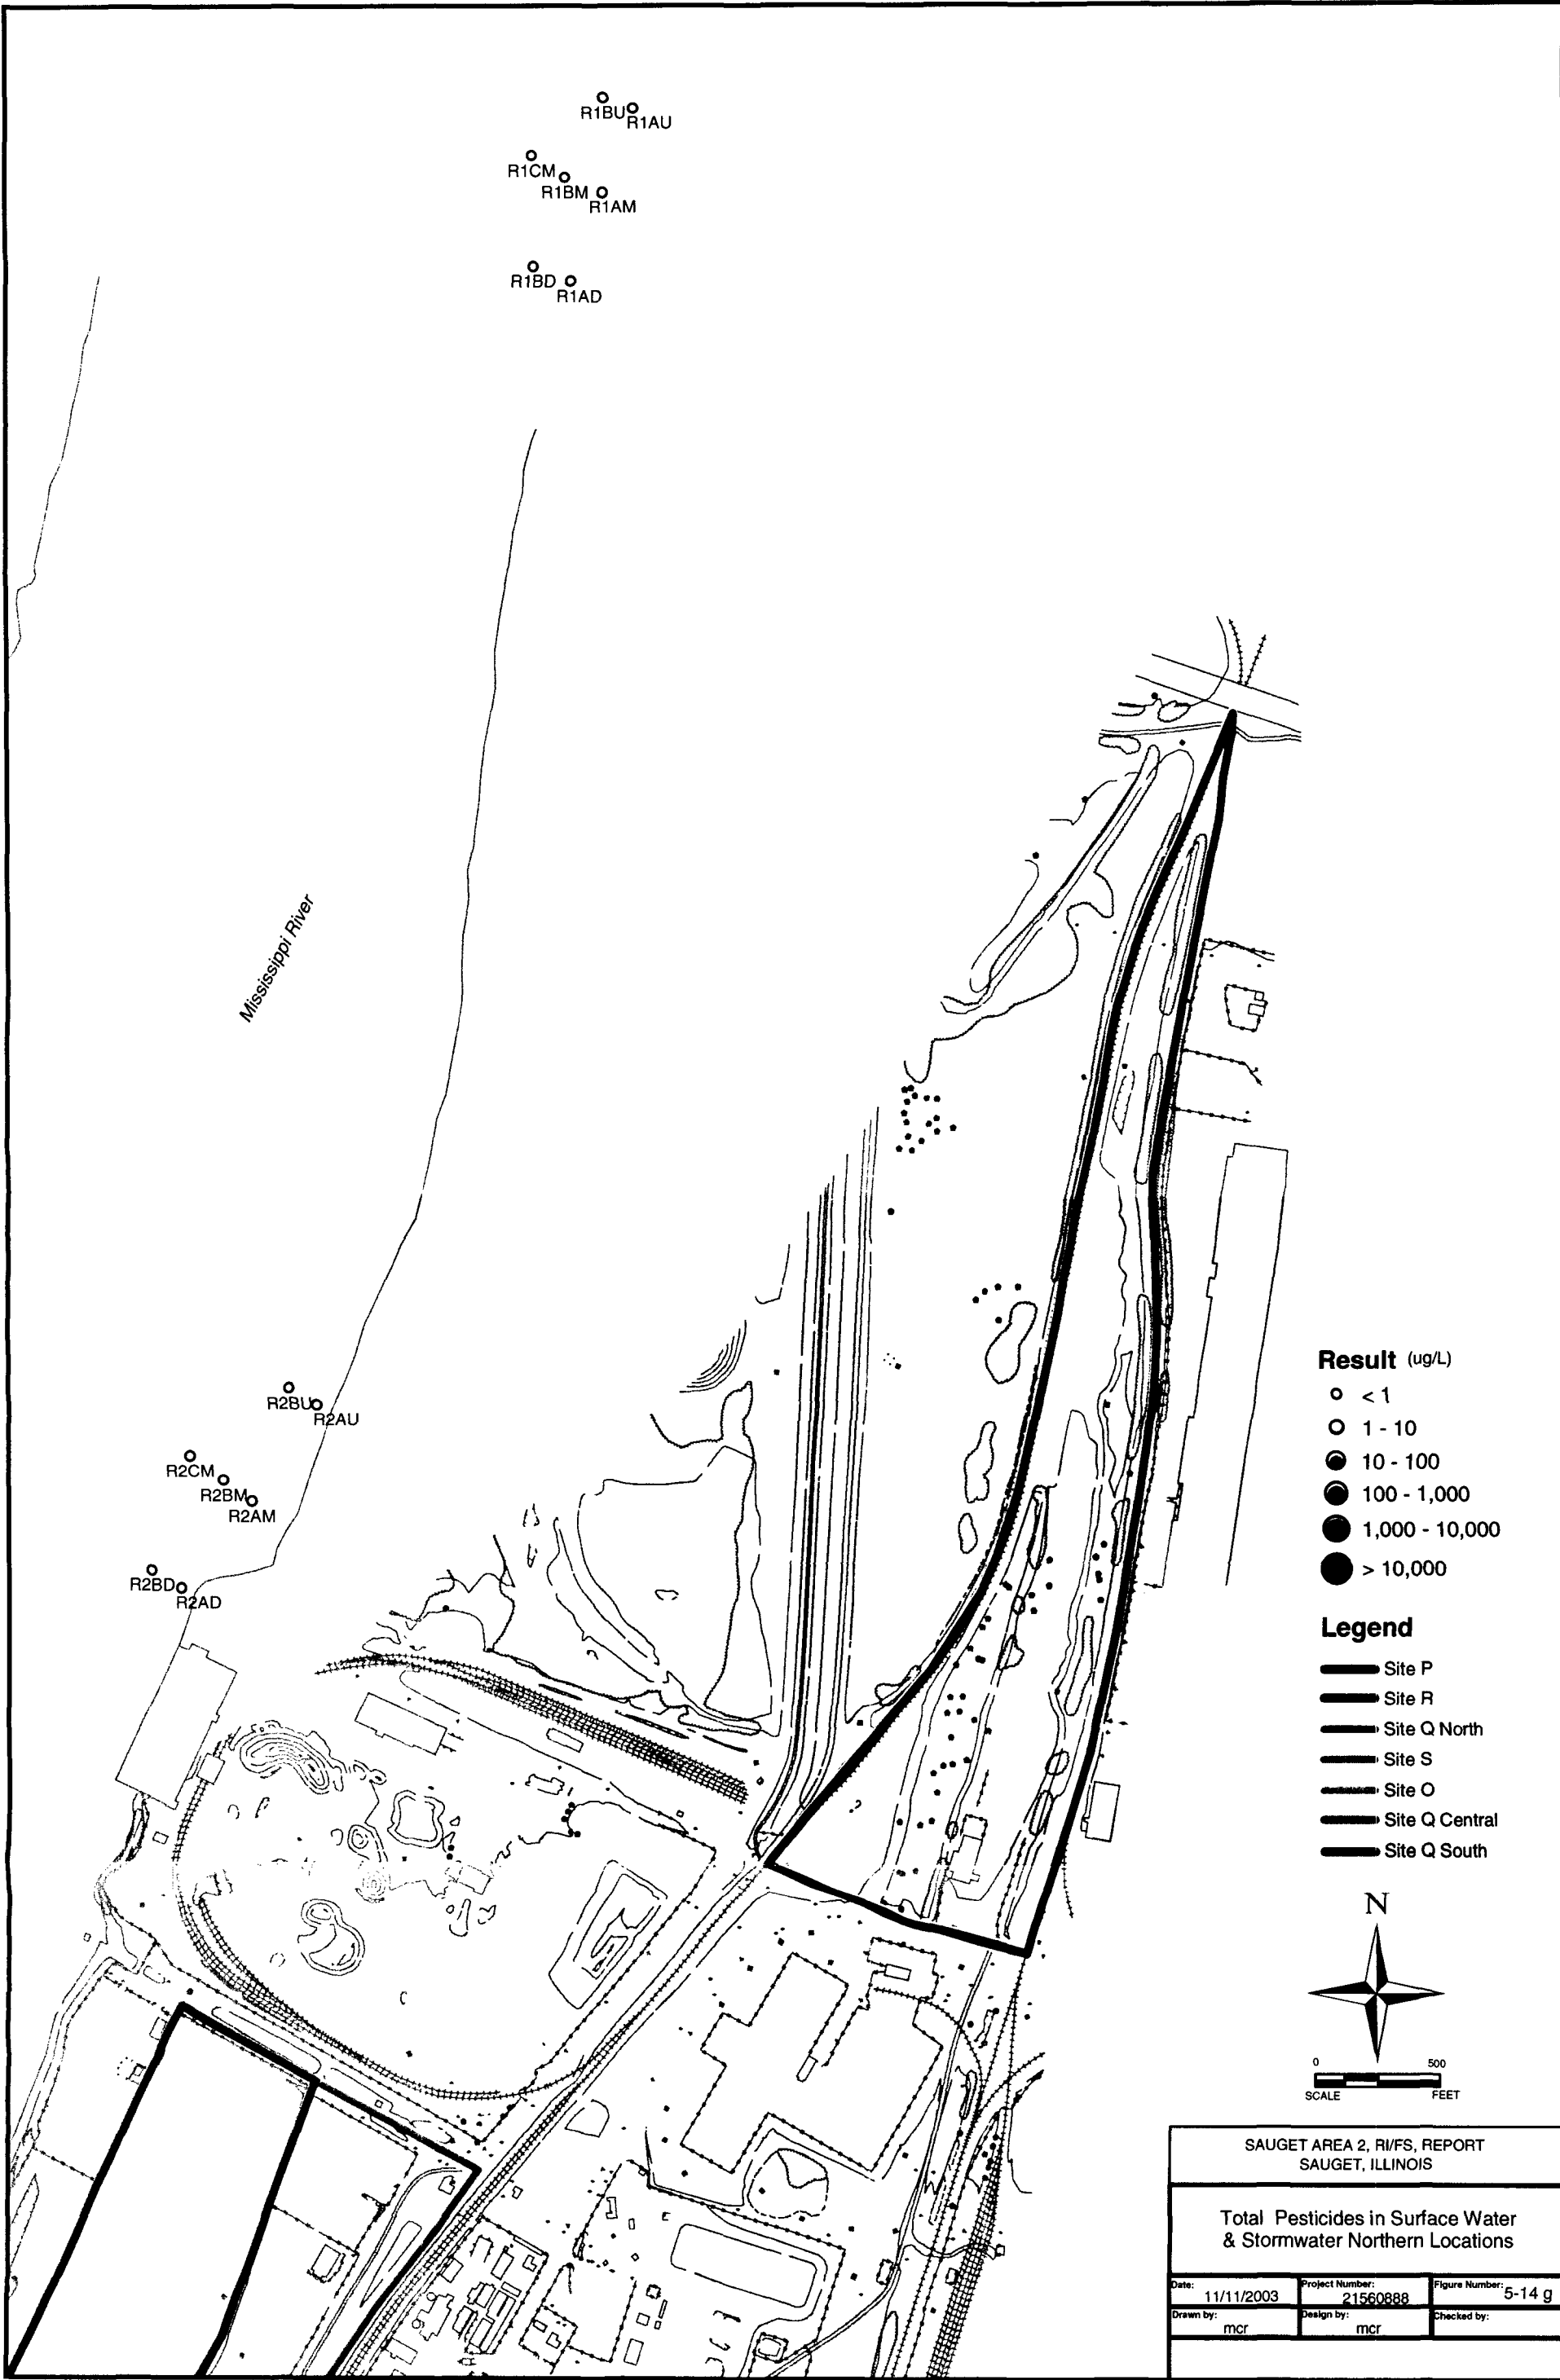 R1BU
R1AU
R1CM
R1BM
R1AM
R1BD
R1AD
Mississippi River
R2BU
R2AU
R2CM
R2BM
R2AM
R2BD
R2AD
Result (ug/L)
< 1
1 - 10
10 - 100
100 - 1,000
1,000 - 10,000
> 10,000
Legend
Site P
Site R
Site Q North
Site S
Site O
Site Q Central
Site Q South
N
0 500
SCALE FEET
SAUGET AREA 2, RI/FS, REPORT
SAUGET, ILLINOIS
Total Pesticides in Surface Water
& Stormwater Northern Locations
Date: 11/11/2003
Project Number: 21560888
Figure Number: 5-14 g
Drawn by: mcr
Design by: mcr
Checked by: